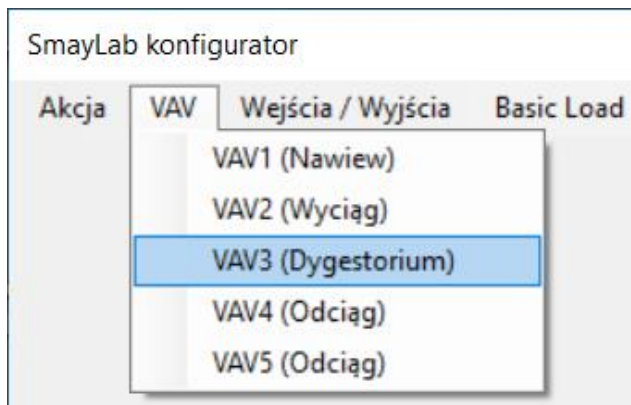 SmayLab konfigurator
Akcja VAV Wejścia / Wyjścia Basic Load
VAV1 (Nawiew)
VAV2 (Wyciąg)
VAV3 (Dygestorium)
VAV4 (Odciąg)
VAV5 (Odciąg)